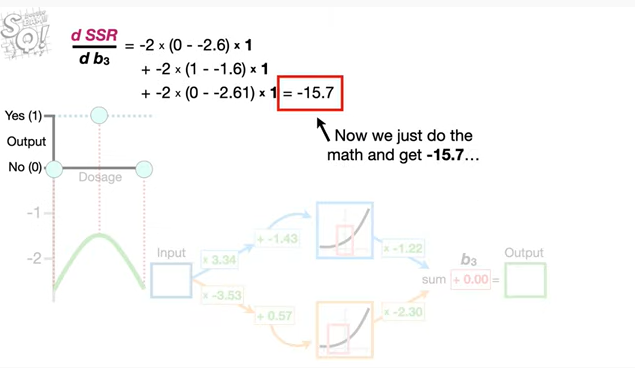 StatQuest!
d SSR
d b₃
= -2 × (0 - -2.6) × 1
+ -2 × (1 - -1.6) × 1
+ -2 × (0 - -2.61) × 1 = -15.7
Now we just do the
math and get -15.7…
Yes (1)
Output
No (0)
Dosage
-1
-2
Input
× 3.34
+ -1.43
× -1.22
× -3.53
+ 0.57
× -2.30
b₃
sum + 0.00 =
Output